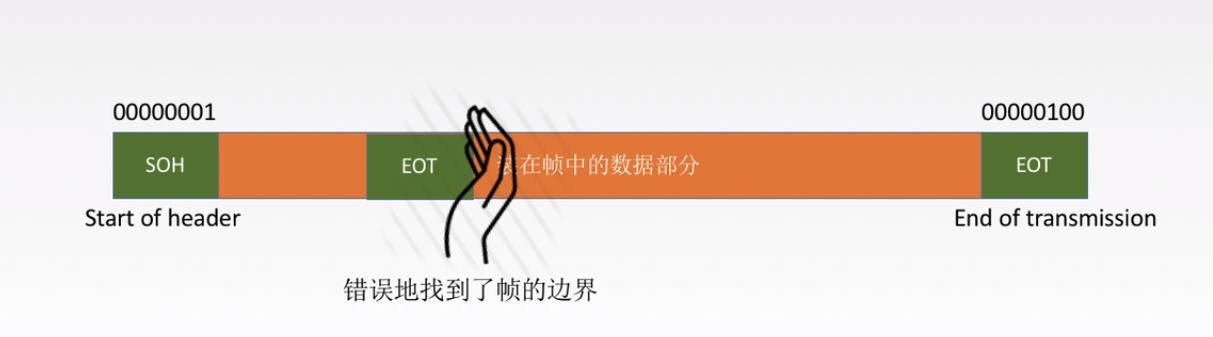 00000001
00000100
SOH
EOT
装在帧中的数据部分
EOT
Start of header
End of transmission
错误地找到了帧的边界